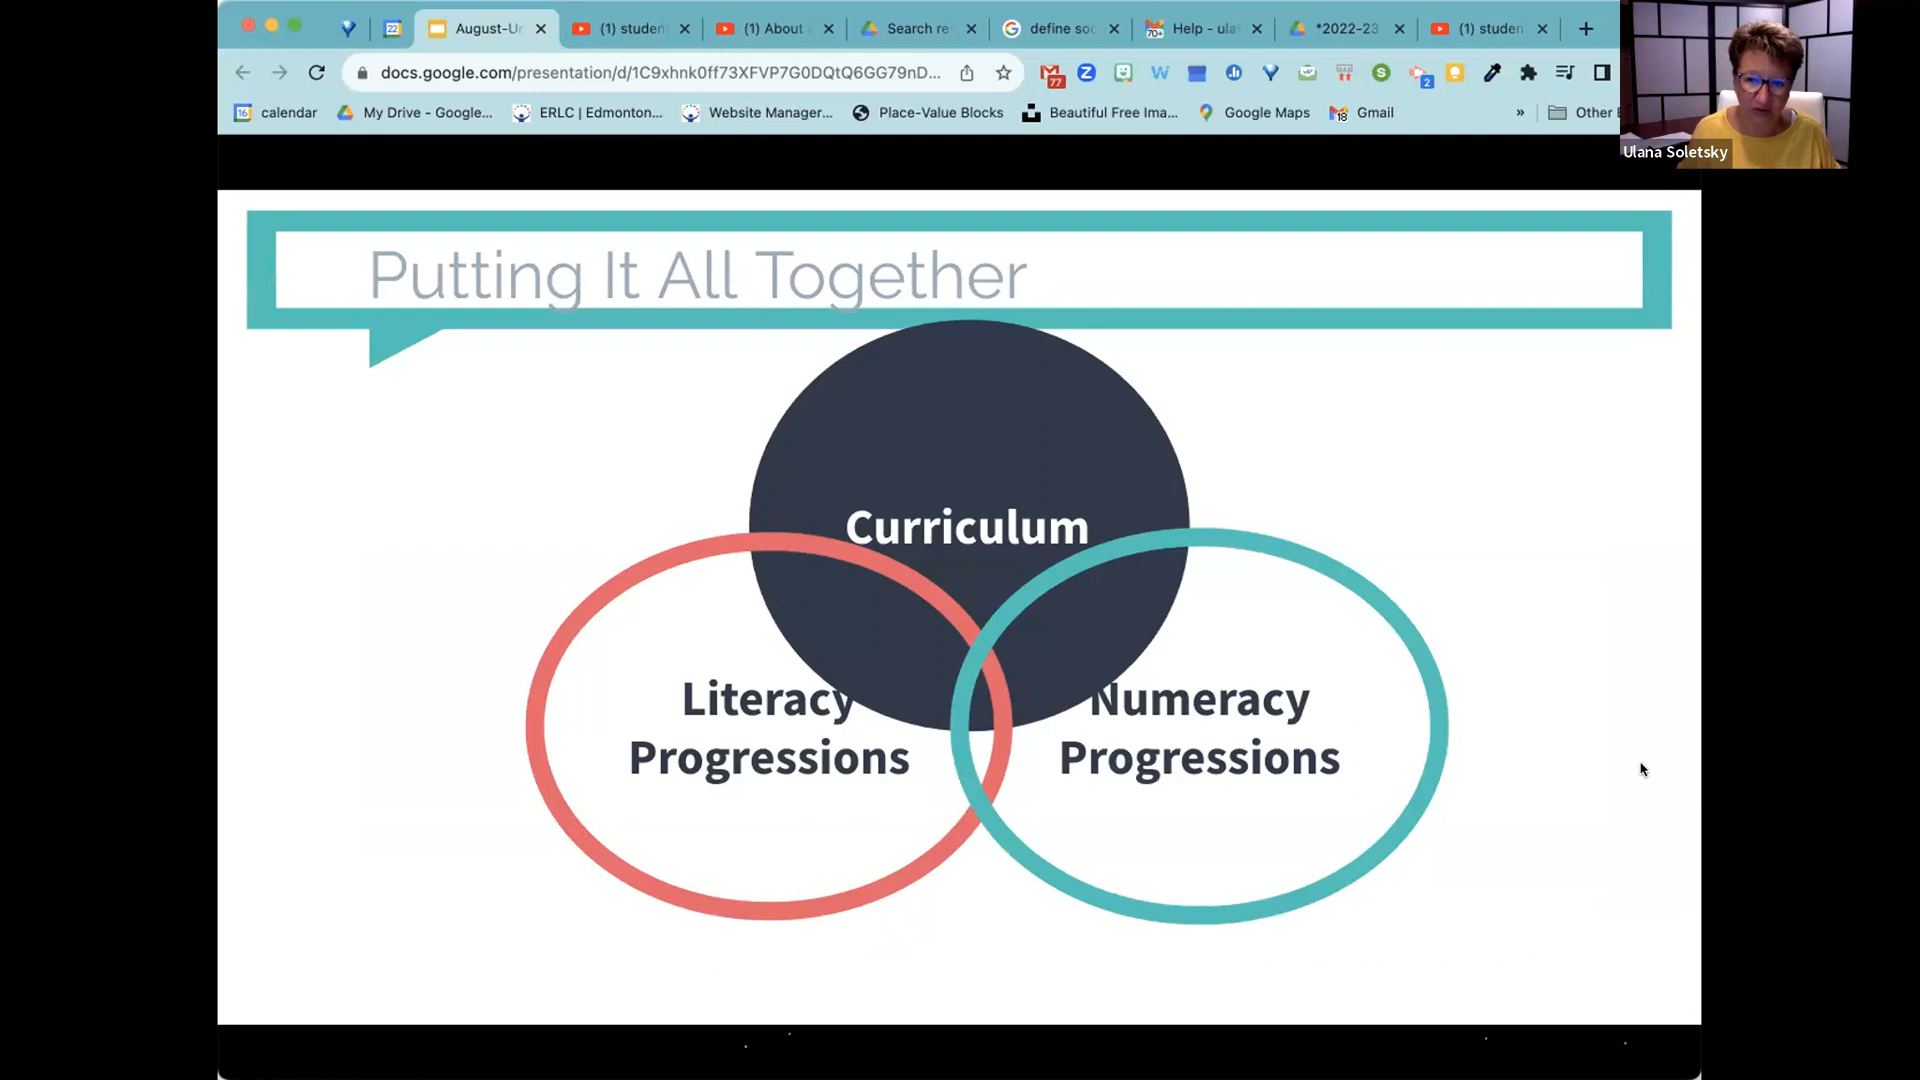 August-Ur
(1) studen
(1) About
Search re
define soc
Help - ula
*2022-23
(1) studen
docs.google.com/presentation/d/1C9xhnk0ff73XFVP7G0DQtQ6GG79nD...
77
2
calendar
My Drive - Google...
ERLC | Edmonton...
Website Manager...
Place-Value Blocks
Beautiful Free Ima...
Google Maps
Gmail
Other
Ulana Soletsky
Putting It All Together
Curriculum
Literacy
Progressions
Numeracy
Progressions